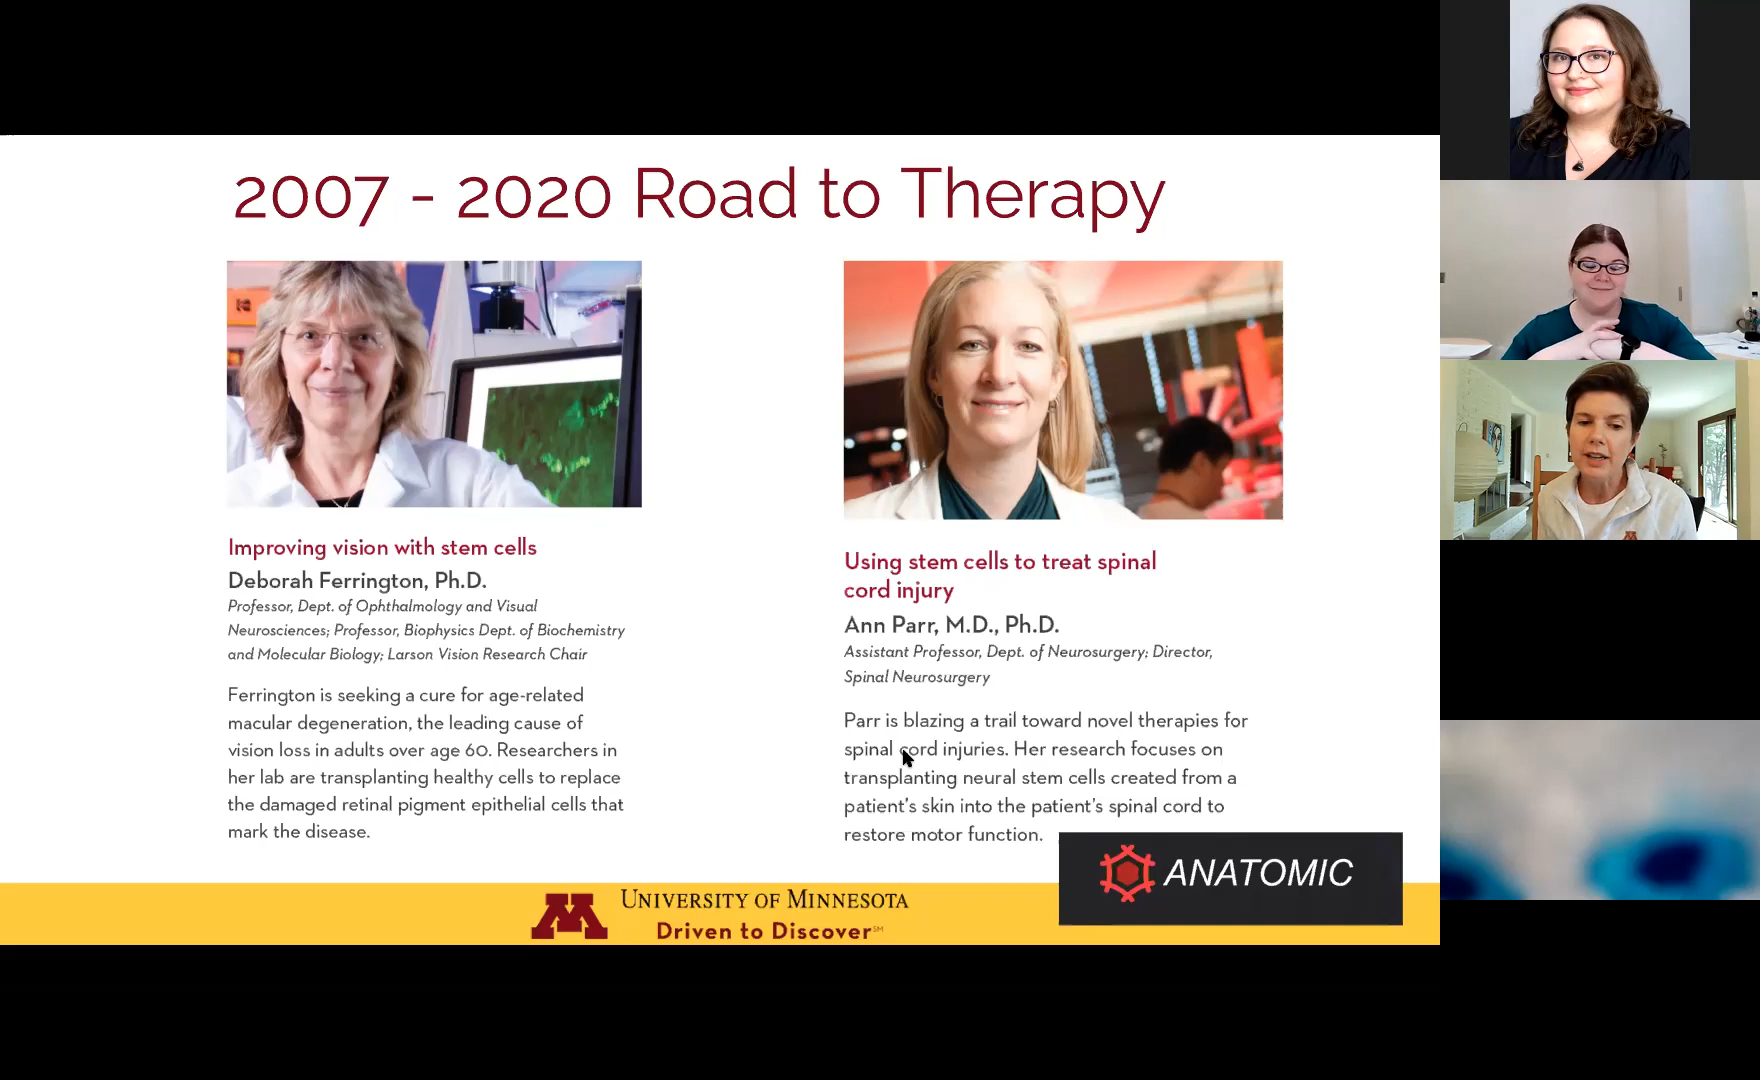 2007 - 2020 Road to Therapy
Improving vision with stem cells
Deborah Ferrington, Ph.D.
Professor, Dept. of Ophthalmology and Visual
Neurosciences; Professor, Biophysics Dept. of Biochemistry
and Molecular Biology; Larson Vision Research Chair
Ferrington is seeking a cure for age-related
macular degeneration, the leading cause of
vision loss in adults over age 60. Researchers in
her lab are transplanting healthy cells to replace
the damaged retinal pigment epithelial cells that
mark the disease.
Using stem cells to treat spinal
cord injury
Ann Parr, M.D., Ph.D.
Assistant Professor, Dept. of Neurosurgery; Director,
Spinal Neurosurgery
Parr is blazing a trail toward novel therapies for
spinal cord injuries. Her research focuses on
transplanting neural stem cells created from a
patient's skin into the patient's spinal cord to
restore motor function.
ANATOMIC
M
UNIVERSITY OF MINNESOTA
Driven to Discover℠